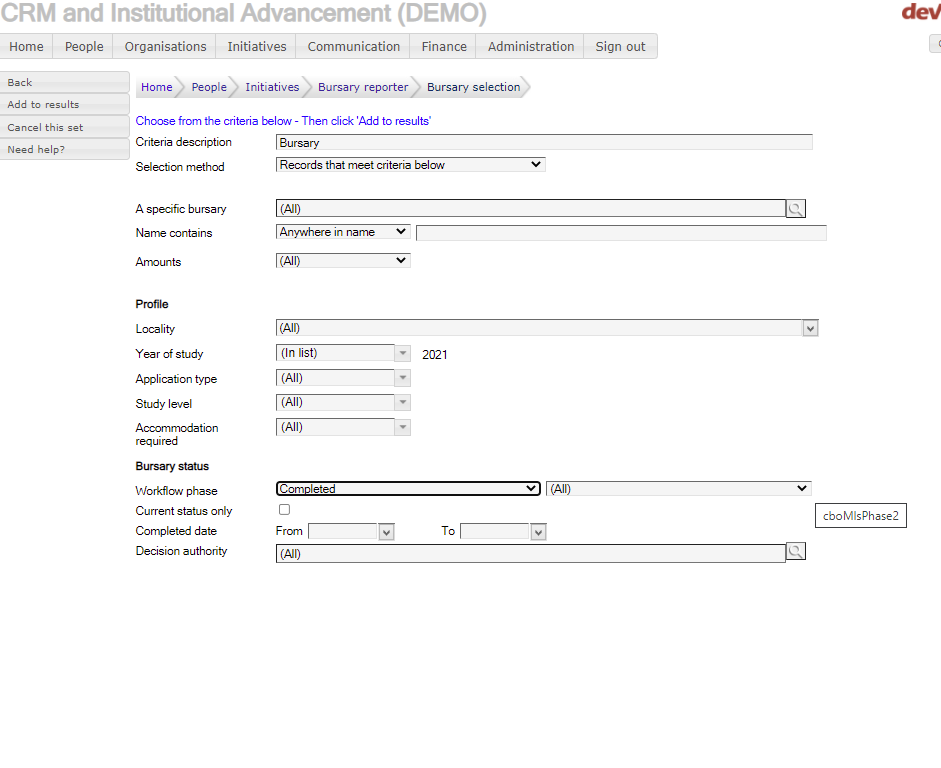 CRM and Institutional Advancement (DEMO)
dev
Home People Organisations Initiatives Communication Finance Administration Sign out
Back
Add to results
Cancel this set
Need help?
Home People Initiatives Bursary reporter Bursary selection
Choose from the criteria below - Then click 'Add to results'
Criteria description Bursary
Selection method Records that meet criteria below
A specific bursary (All)
Name contains Anywhere in name
Amounts (All)
Profile
Locality (All)
Year of study (In list) 2021
Application type (All)
Study level (All)
Accommodation required (All)
Bursary status
Workflow phase Completed (All)
Current status only
cboMlsPhase2
Completed date From To
Decision authority (All)